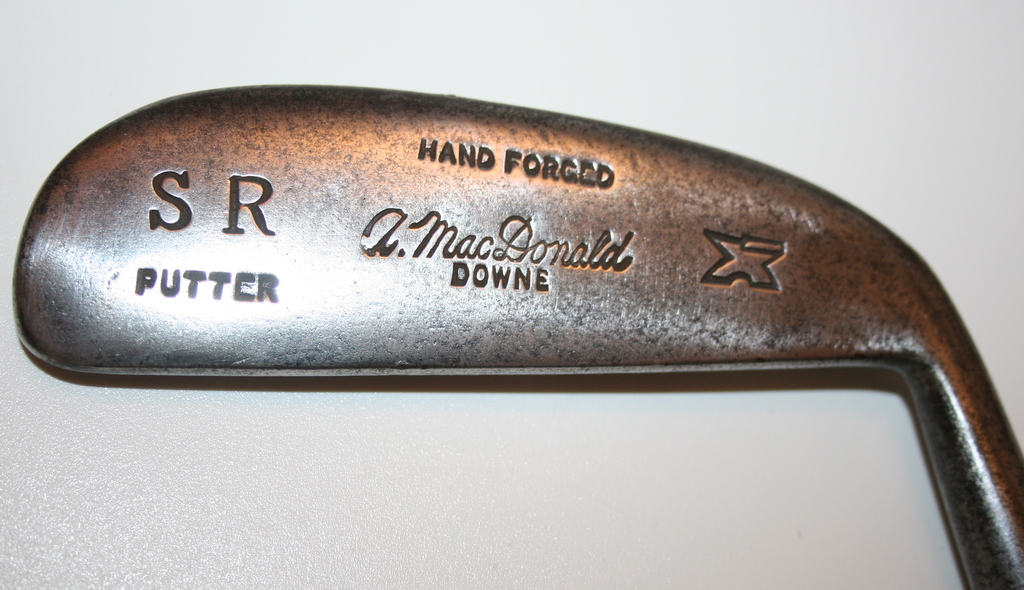 HAND FORGED
S R
PUTTER
A. MacDonald
DOWNE